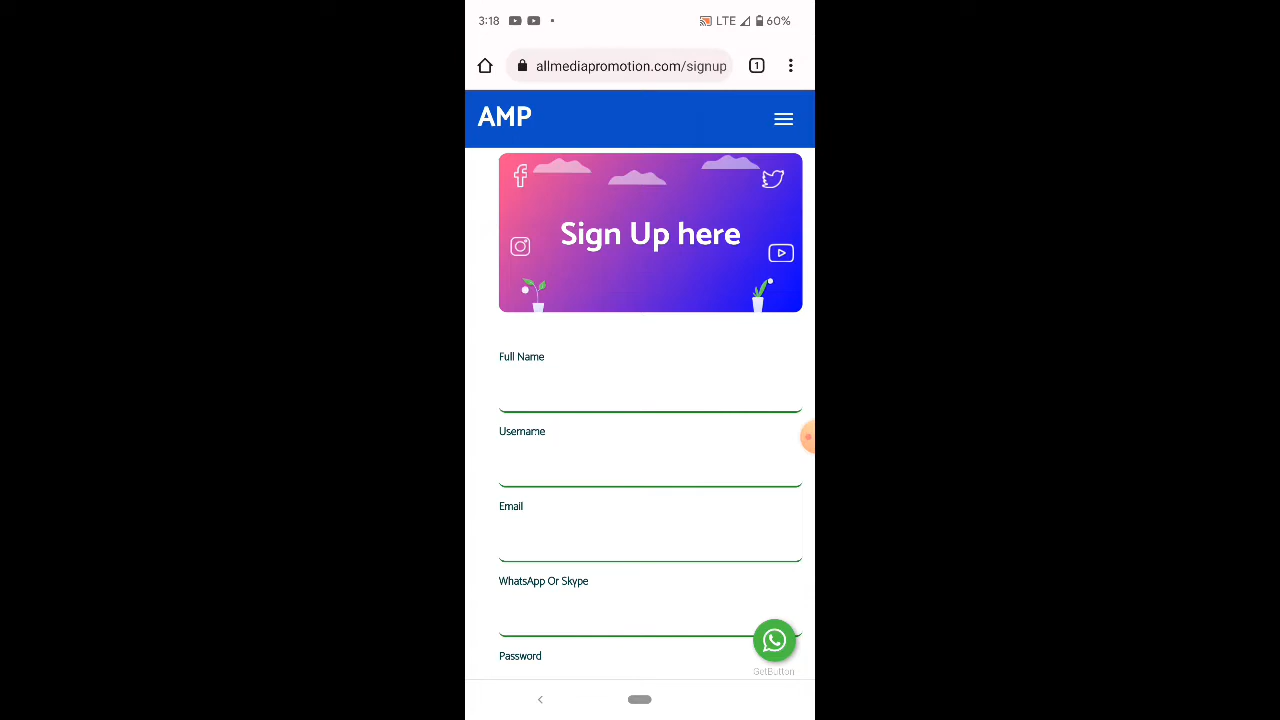 3:18 LTE 60%
allmediapromotion.com/signup 1
AMP
Sign Up here
Full Name
Username
Email
WhatsApp Or Skype
Password
GetButton